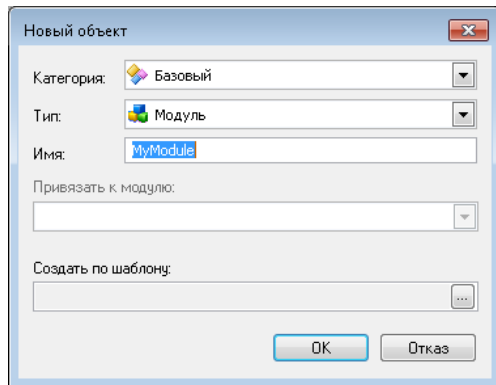 Новый объект
Категория: Базовый
Тип: Модуль
Имя: MyModule
Привязать к модулю:
Создать по шаблону:
...
OK Отказ